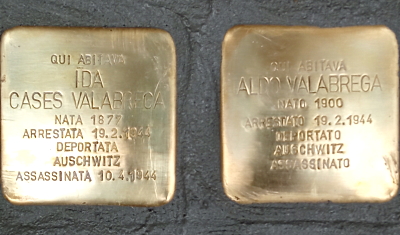 QUI ABITAVA
IDA
CASES VALABREGA
NATA 1877
ARRESTATA 19.2.1944
DEPORTATA
AUSCHWITZ
ASSASSINATA 10.4.1944
QUI ABITAVA
ALDO VALABREGA
NATO 1900
ARRESTATO 19.2.1944
DEPORTATO
AUSCHWITZ
ASSASSINATO